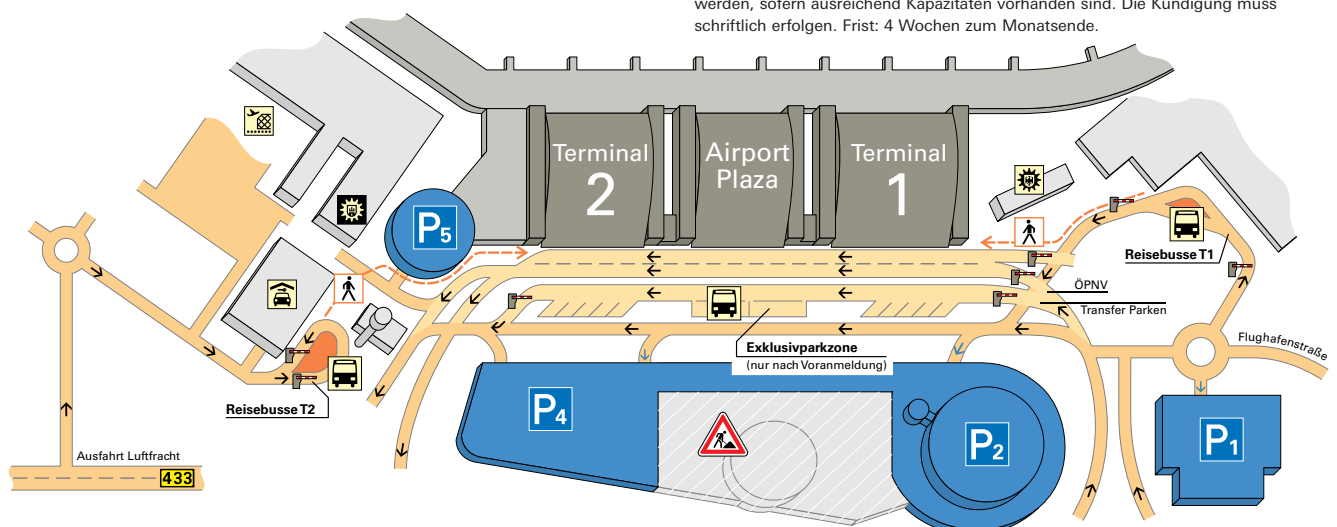 werden, sofern ausreichend Kapazitäten vorhanden sind. Die Kündigung muss
schriftlich erfolgen. Frist: 4 Wochen zum Monatsende.
Terminal
2
Airport
Plaza
Terminal
1
P5
Reisebusse T1
ÖPNV
Transfer Parken
Flughafenstraße
Exklusivparkzone
(nur nach Voranmeldung)
Reisebusse T2
P4
P2
P1
Ausfahrt Luftfracht
433